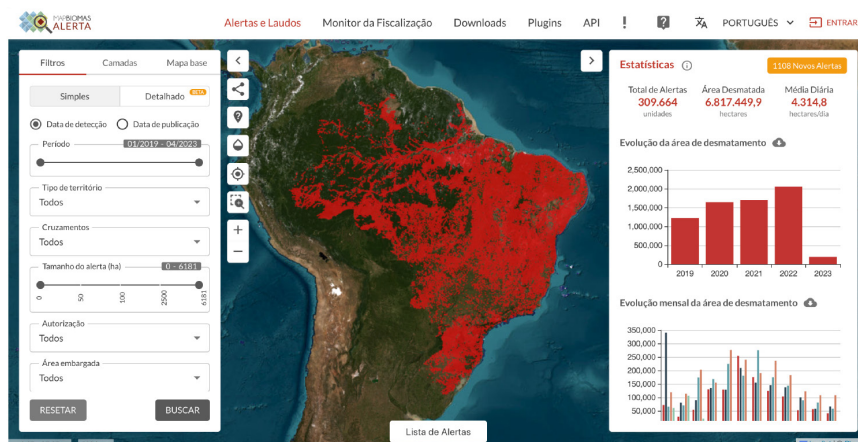 MAPBIOMAS
ALERTA
Alertas e Laudos
Monitor da Fiscalização
Downloads
Plugins
API
!
?
PORTUGUÊS
ENTRAR
Filtros
Camadas
Mapa base
Simples
Detalhado
BETA
Data de detecção
Data de publicação
Período
01/2019 - 04/2023
Tipo de território
Todos
Cruzamentos
Todos
Tamanho do alerta (ha)
0 - 6181
0
50
100
2500
6181
Autorização
Todos
Área embargada
Todos
RESETAR
BUSCAR
Lista de Alertas
Estatísticas
1108 Novos Alertas
Total de Alertas
309.664
unidades
Área Desmatada
6.817.449,9
hectares
Média Diária
4.314,8
hectares/dia
Evolução da área de desmatamento
2,500,000
2,000,000
1,500,000
1,000,000
500,000
0
2019
2020
2021
2022
2023
Evolução mensal da área de desmatamento
350,000
300,000
250,000
200,000
150,000
100,000
50,000